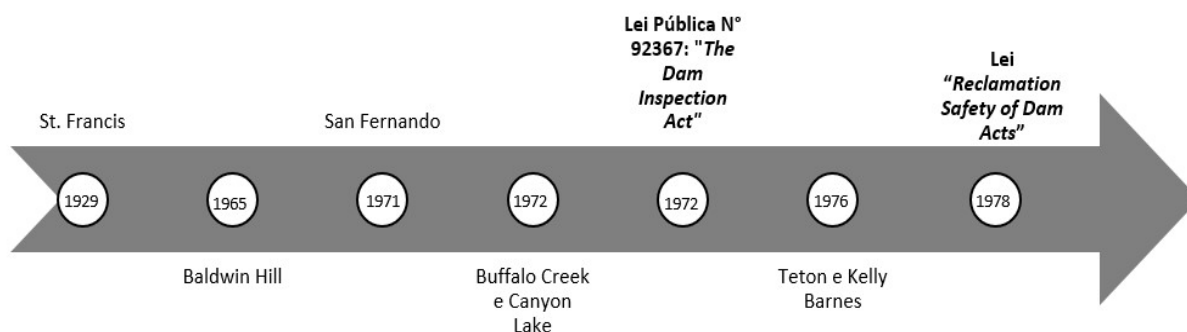 Lei Pública N°
92367: "The
Dam
Inspection
Act"
Lei
“Reclamation
Safety of Dam
Acts”
St. Francis
San Fernando
1929
1965
1971
1972
1972
1976
1978
Baldwin Hill
Buffalo Creek
e Canyon
Lake
Teton e Kelly
Barnes